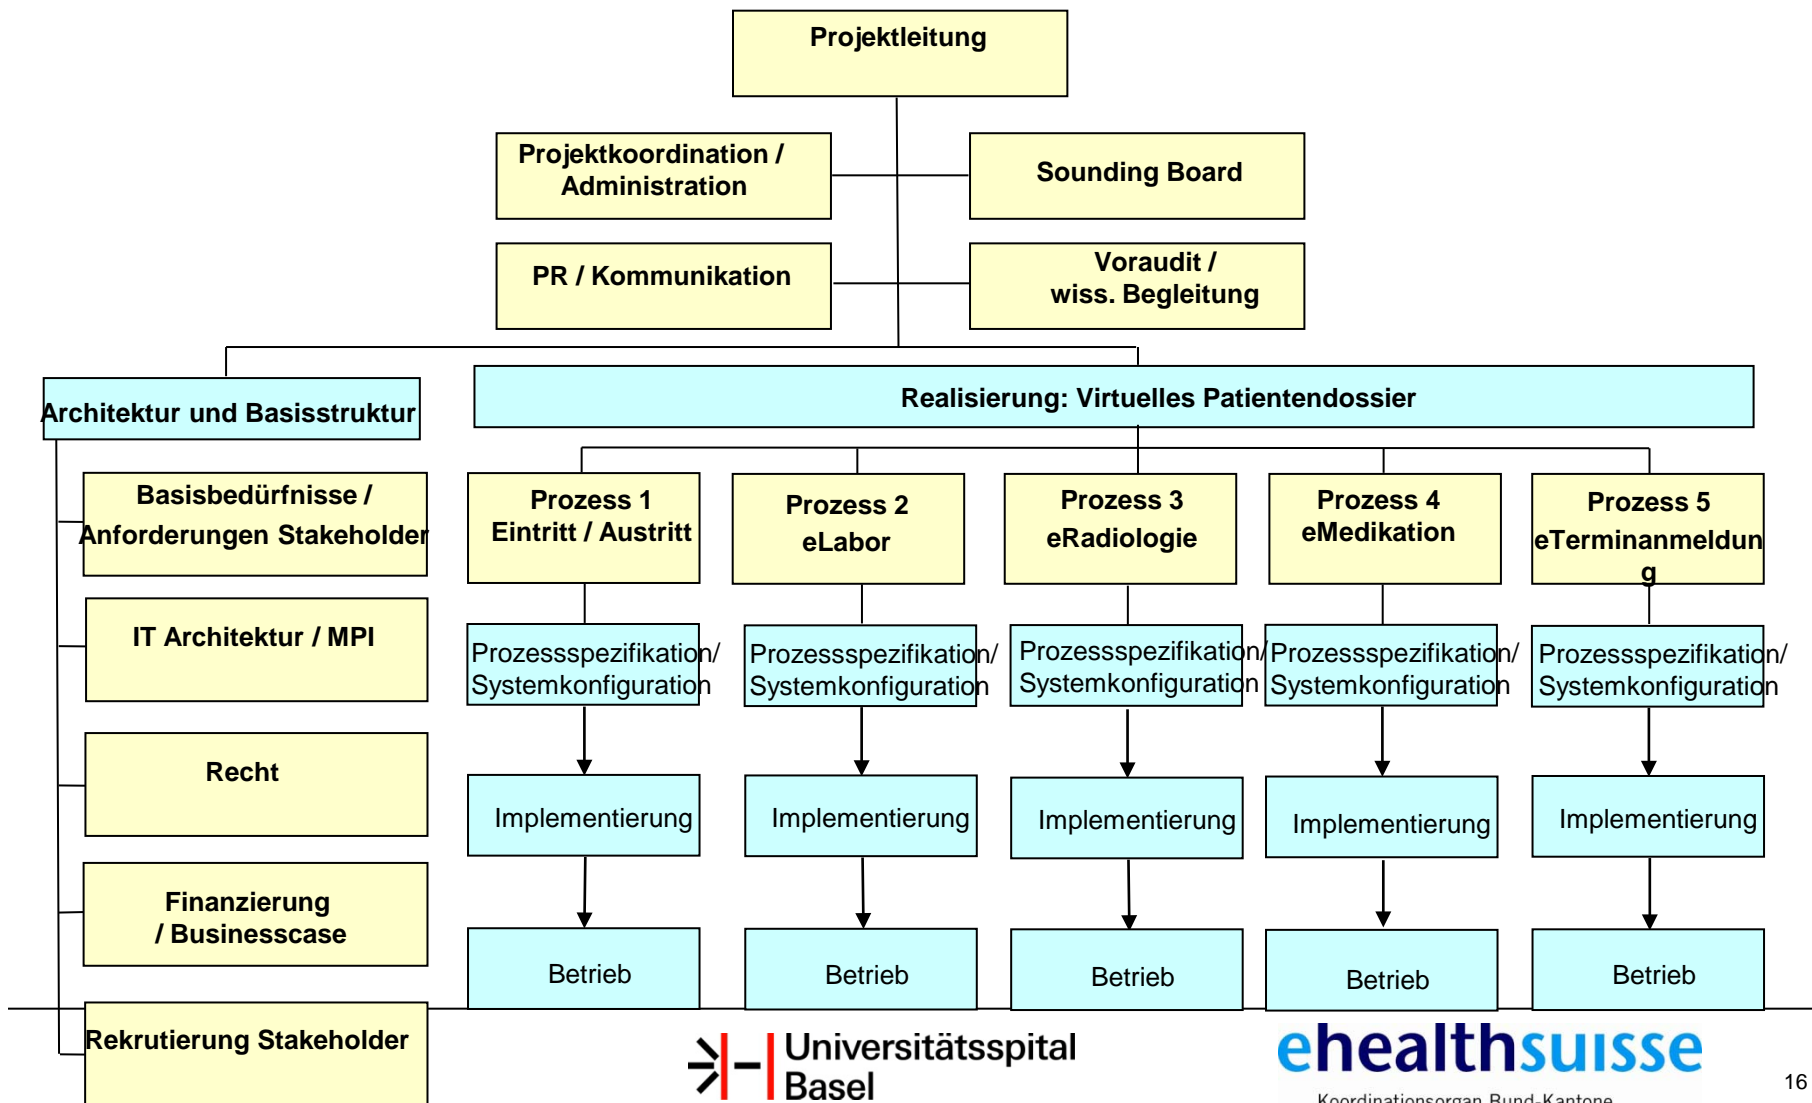 Projektleitung
Projektkoordination /
Administration
Sounding Board
PR / Kommunikation
Voraudit /
wiss. Begleitung
Architektur und Basisstruktur
Basisbedürfnisse /
Anforderungen Stakeholder
IT Architektur / MPI
Recht
Finanzierung
/ Businesscase
Rekrutierung Stakeholder
Realisierung: Virtuelles Patientendossier
Prozess 1
Eintritt / Austritt
Prozessspezifikation/
Systemkonfiguration
Implementierung
Betrieb
Prozess 2
eLabor
Prozessspezifikation/
Systemkonfiguration
Implementierung
Betrieb
Prozess 3
eRadiologie
Prozessspezifikation/
Systemkonfiguration
Implementierung
Betrieb
Prozess 4
eMedikation
Prozessspezifikation/
Systemkonfiguration
Implementierung
Betrieb
Prozess 5
eTerminanmeldun
g
Prozessspezifikation/
Systemkonfiguration
Implementierung
Betrieb
Universitätsspital
Basel
ehealthsuisse
Koordinationsorgan Bund-Kantone
16